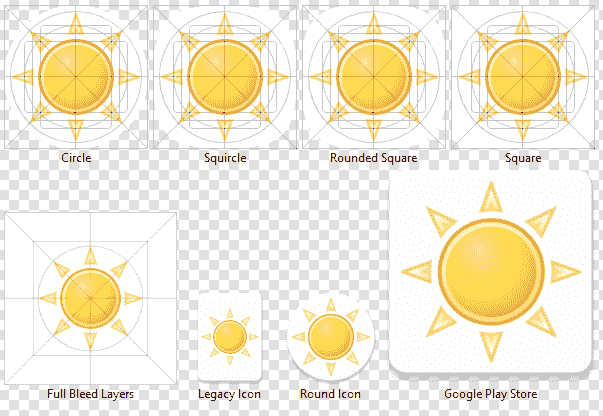 Circle
Squircle
Rounded Square
Square
Full Bleed Layers
Legacy Icon
Round Icon
Google Play Store